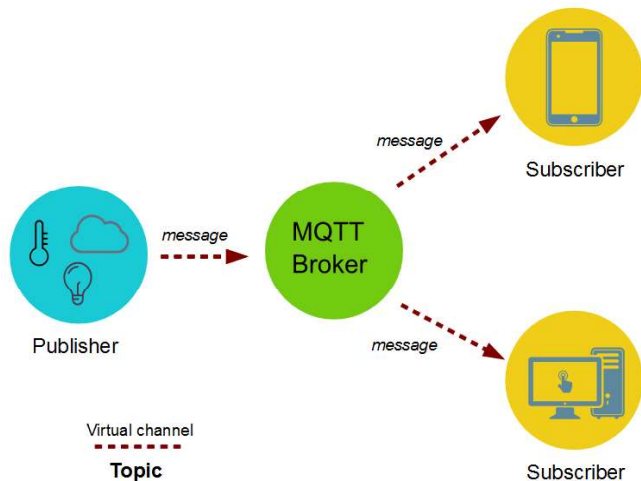 message
Subscriber
message
MQTT
Broker
Publisher
message
Virtual channel
Topic
Subscriber